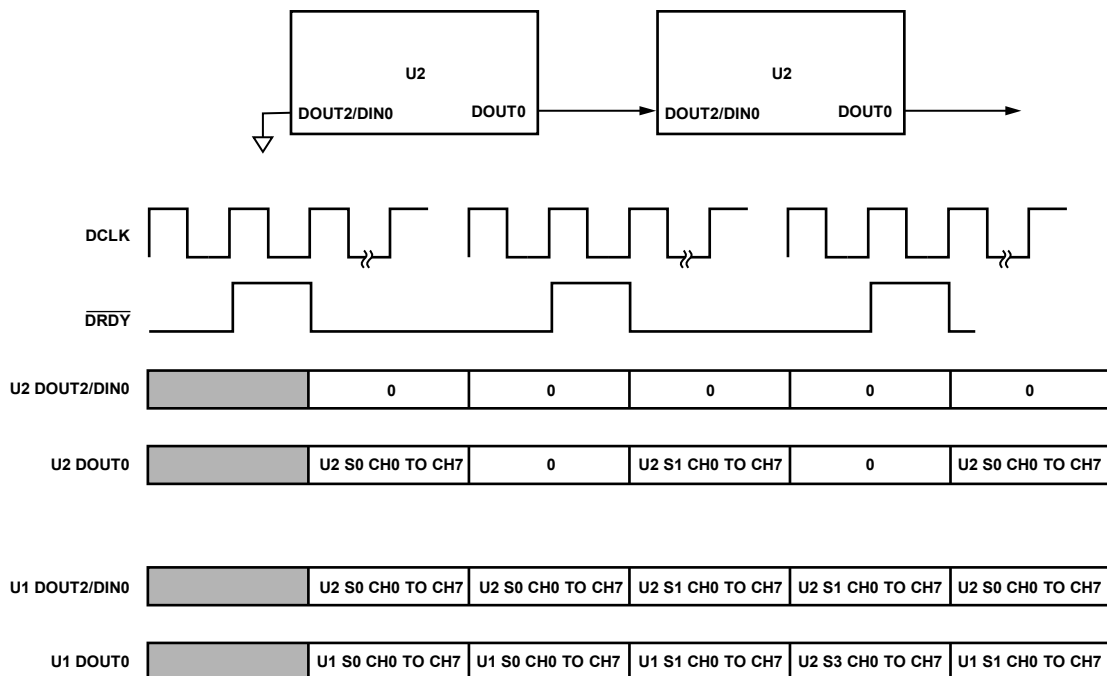 U2 U2
DOUT2/DIN0 DOUT0 DOUT2/DIN0 DOUT0
DCLK
DRDY
U2 DOUT2/DIN0 0 0 0 0 0
U2 DOUT0 U2 S0 CH0 TO CH7 0 U2 S1 CH0 TO CH7 0 U2 S0 CH0 TO CH7
U1 DOUT2/DIN0 U2 S0 CH0 TO CH7 U2 S0 CH0 TO CH7 U2 S1 CH0 TO CH7 U2 S1 CH0 TO CH7 U2 S0 CH0 TO CH7
U1 DOUT0 U1 S0 CH0 TO CH7 U1 S0 CH0 TO CH7 U1 S1 CH0 TO CH7 U2 S3 CH0 TO CH7 U1 S1 CH0 TO CH7